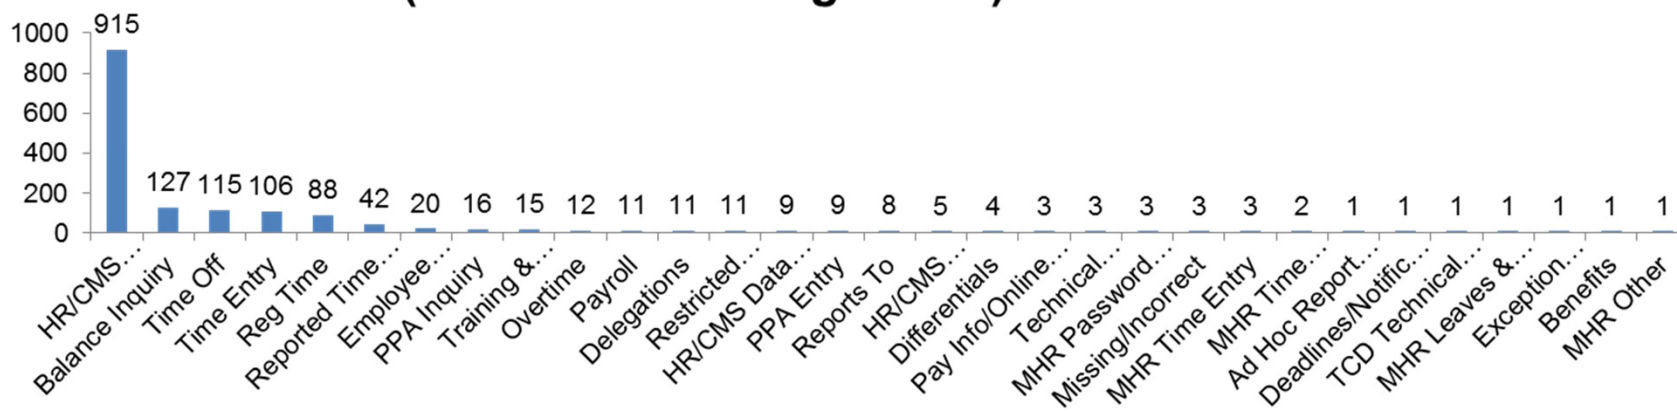 915
1000
800
600
400
200
0
127 115 106 88 42 20 16 15 12 11 11 11 9 9 8 5 4 3 3 3 3 3 2 1 1 1 1 1 1 1
HR/CMS…
Balance Inquiry
Time Off
Time Entry
Reg Time
Reported Time…
Employee…
PPA Inquiry
Training &…
Overtime
Payroll
Delegations
Restricted…
HR/CMS Data…
PPA Entry
Reports To
HR/CMS…
Differentials
Pay Info/Online…
Technical…
MHR Password…
Missing/Incorrect
MHR Time Entry
MHR Time…
Ad Hoc Report…
Deadlines/Notific…
TCD Technical…
MHR Leaves &…
Exception…
Benefits
MHR Other